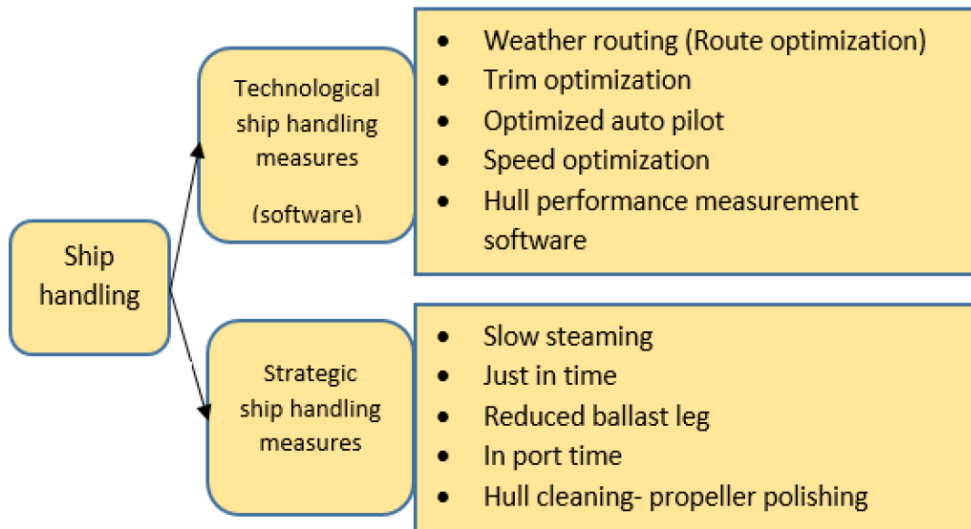 Ship
handling
Technological
ship handling
measures
(software)
• Weather routing (Route optimization)
• Trim optimization
• Optimized auto pilot
• Speed optimization
• Hull performance measurement
software
Strategic
ship handling
measures
• Slow steaming
• Just in time
• Reduced ballast leg
• In port time
• Hull cleaning- propeller polishing